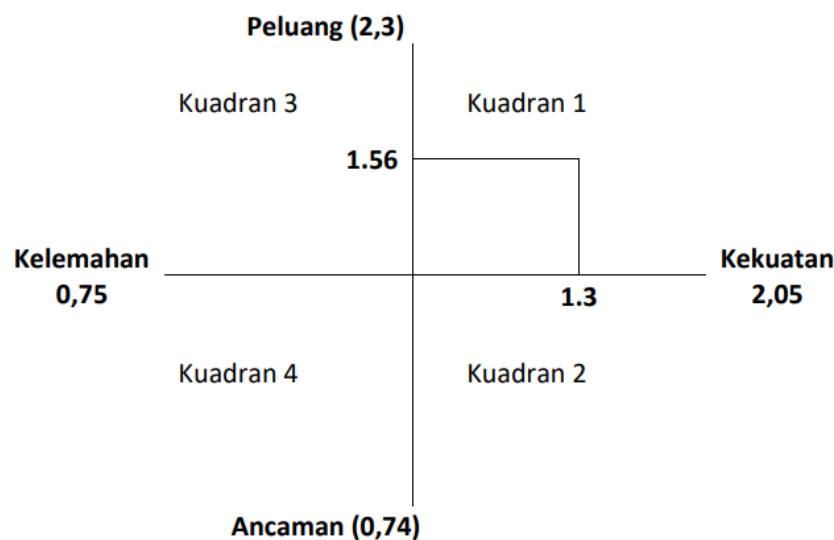 Peluang (2,3)
Kuadran 3
Kuadran 1
1.56
Kelemahan
0,75
Kekuatan
2,05
1.3
Kuadran 4
Kuadran 2
Ancaman (0,74)